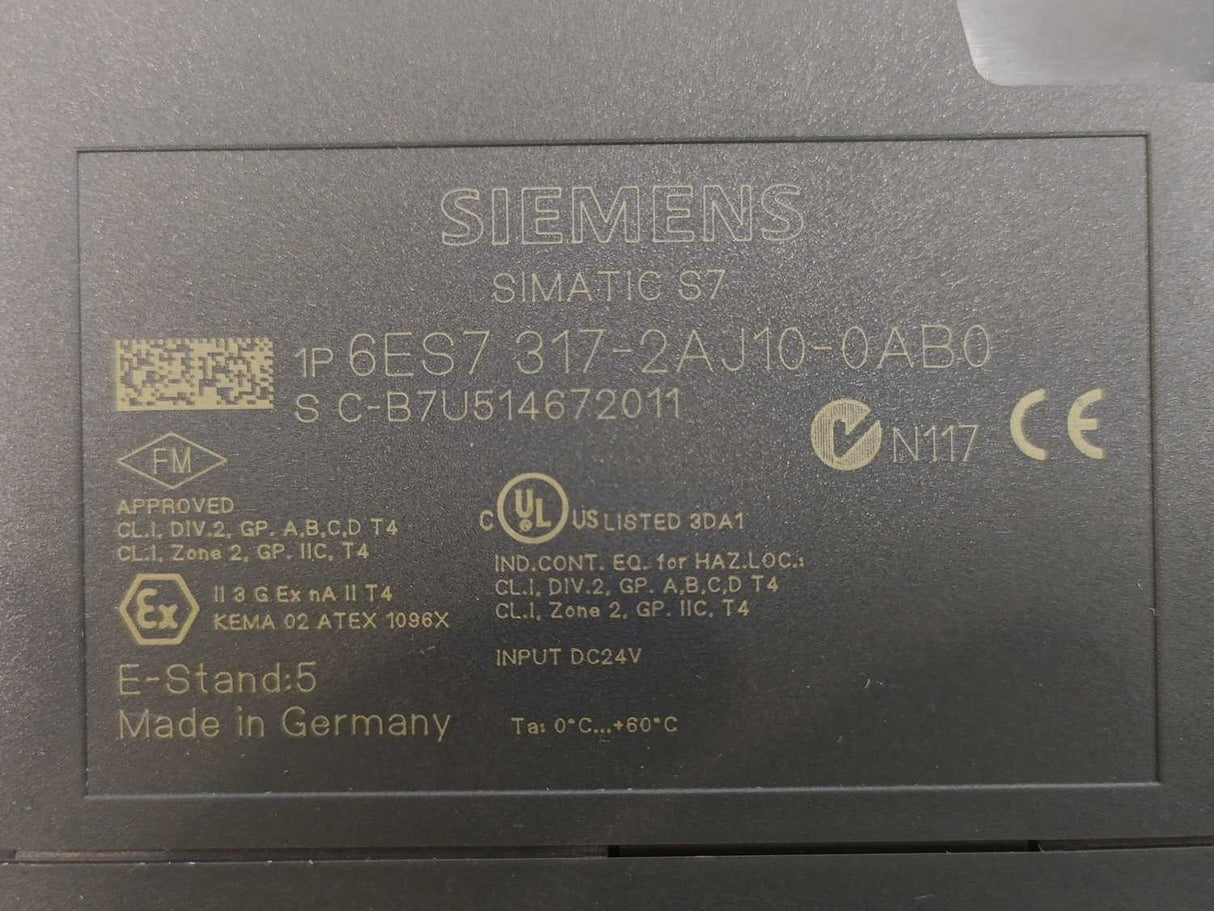 SIEMENS
SIMATIC S7
1P 6ES7 317-2AJ10-0AB0
S C-B7U514672011
N117 CE
FM
APPROVED
CL.I, DIV.2, GP. A,B,C,D T4
CL.I, Zone 2, GP. IIC, T4
Ex II 3 G Ex nA II T4
KEMA 02 ATEX 1096X
E-Stand:5
Made in Germany
C UL ® US LISTED 3DA1
IND.CONT. EQ. for HAZ.LOC.:
CL.I, DIV.2, GP. A,B,C,D T4
CL.I, Zone 2, GP. IIC, T4
INPUT DC24V
Ta: 0°C...+60°C